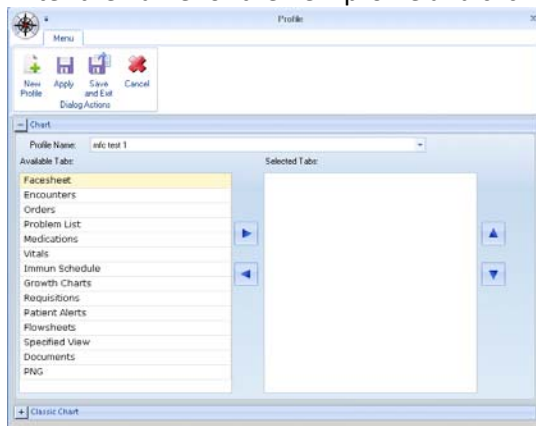 Profile
Menu
New Profile
Apply
Save and Exit
Cancel
Dialog Actions
Chart
Profile Name: mfc test 1
Available Tabs:
Selected Tabs:
Facesheet
Encounters
Orders
Problem List
Medications
Vitals
Immun Schedule
Growth Charts
Requisitions
Patient Alerts
Flowsheets
Specified View
Documents
PNG
Classic Chart